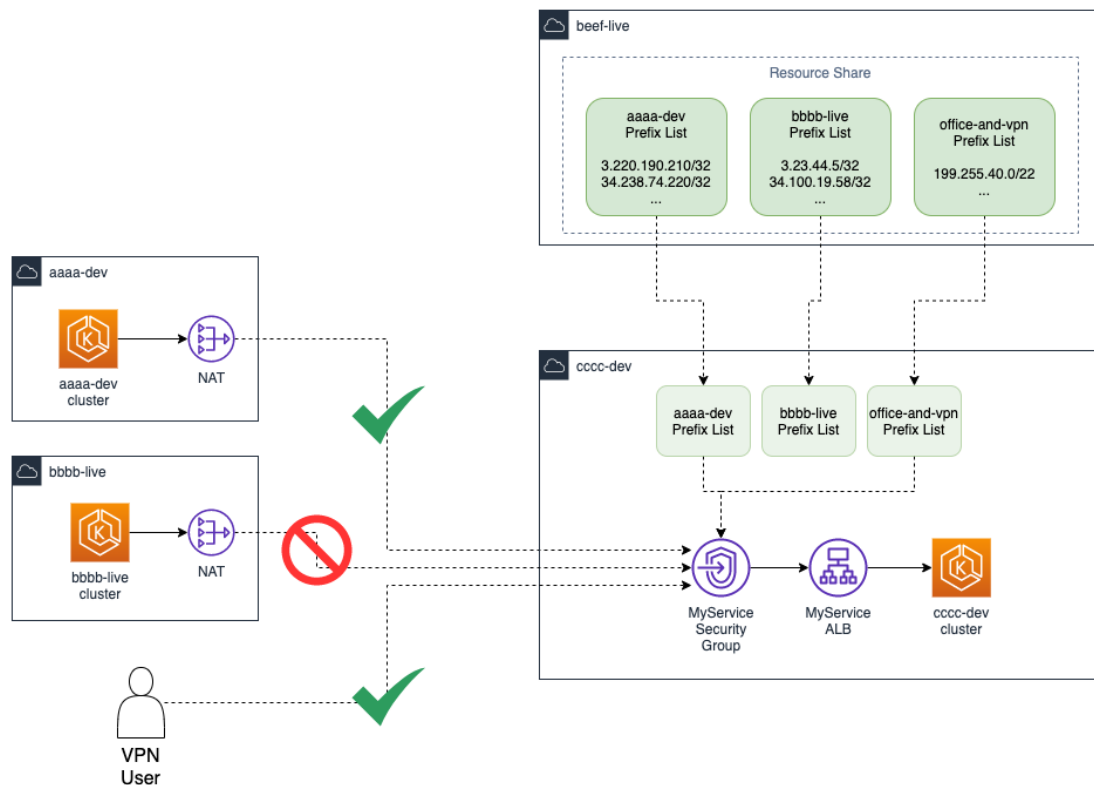 beef-live
Resource Share
aaaa-dev
Prefix List
3.220.190.210/32
34.238.74.220/32
...
bbbb-live
Prefix List
3.23.44.5/32
34.100.19.58/32
...
office-and-vpn
Prefix List
199.255.40.0/22
...
aaaa-dev
aaaa-dev
cluster
NAT
bbbb-live
bbbb-live
cluster
NAT
VPN
User
cccc-dev
aaaa-dev
Prefix List
bbbb-live
Prefix List
office-and-vpn
Prefix List
MyService
Security
Group
MyService
ALB
cccc-dev
cluster